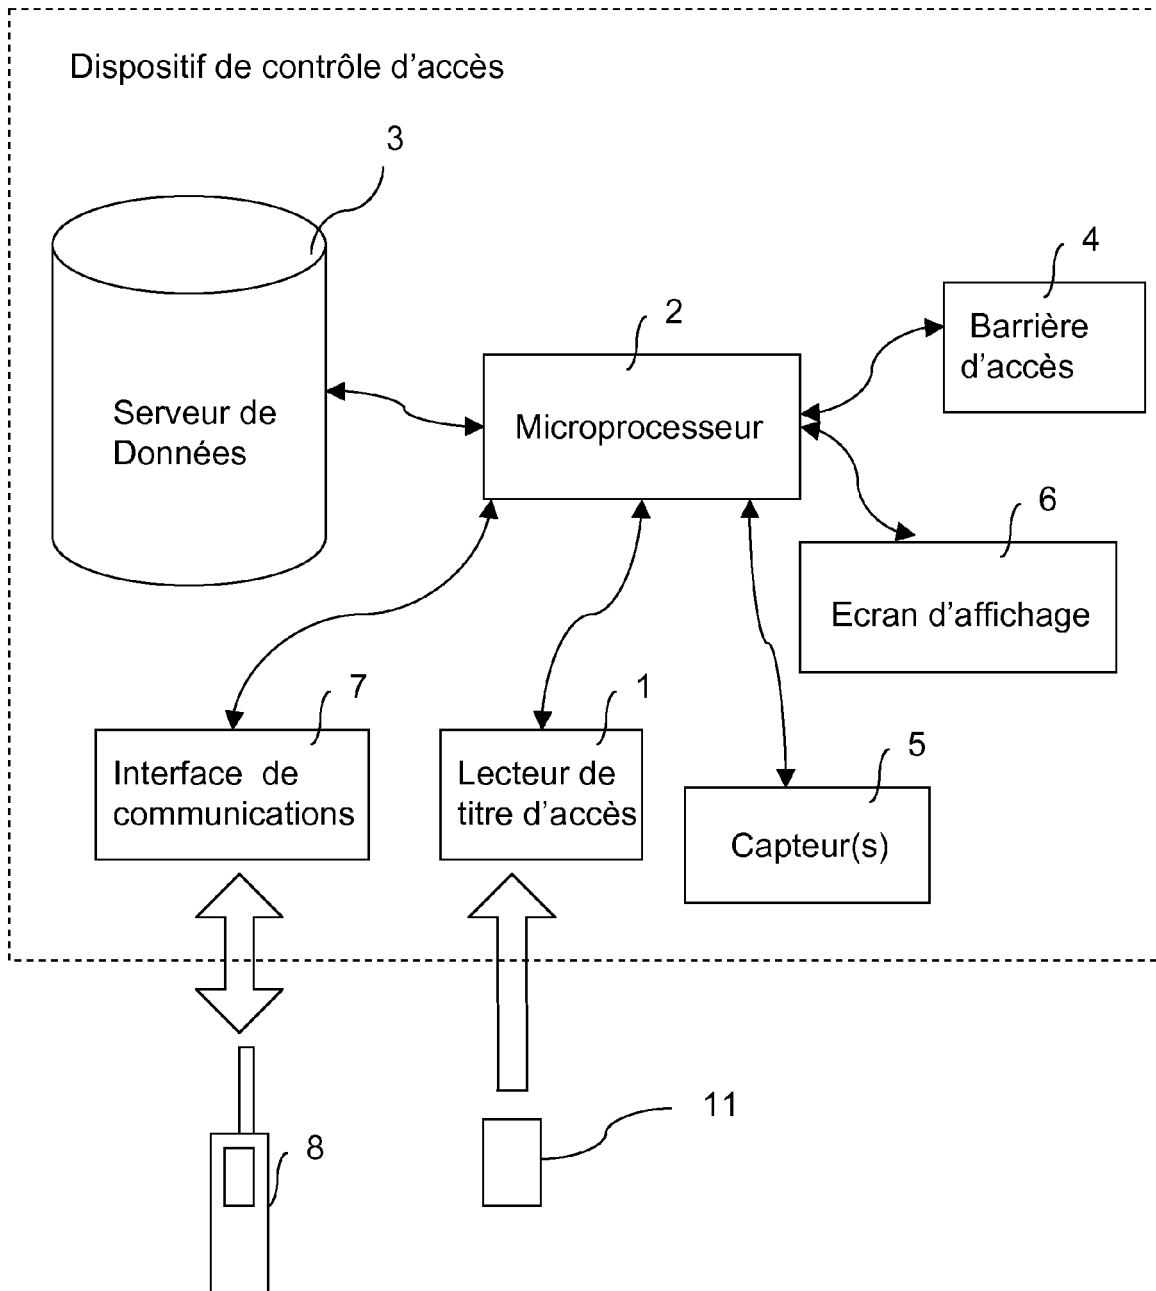 Dispositif de contrôle d'accès
3
4
2
Barrière
d'accès
Serveur de
Données
Microprocesseur
6
Ecran d'affichage
7
1
5
Interface de
communications
Lecteur de
titre d'accès
Capteur(s)
11
8